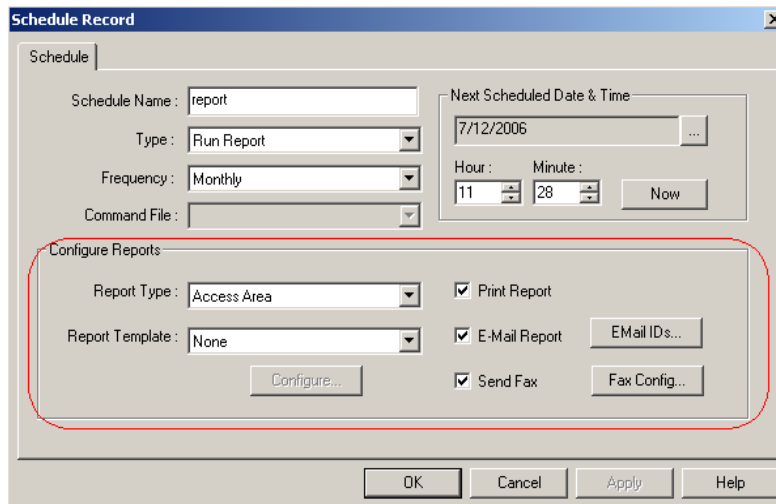 Schedule Record
Schedule
Schedule Name : report
Type : Run Report
Frequency : Monthly
Command File :
Next Scheduled Date & Time
7/12/2006 ...
Hour : Minute :
11 28 Now
Configure Reports
Report Type : Access Area
Report Template : None
Configure...
Print Report
E-Mail Report EMail IDs...
Send Fax Fax Config...
OK Cancel Apply Help